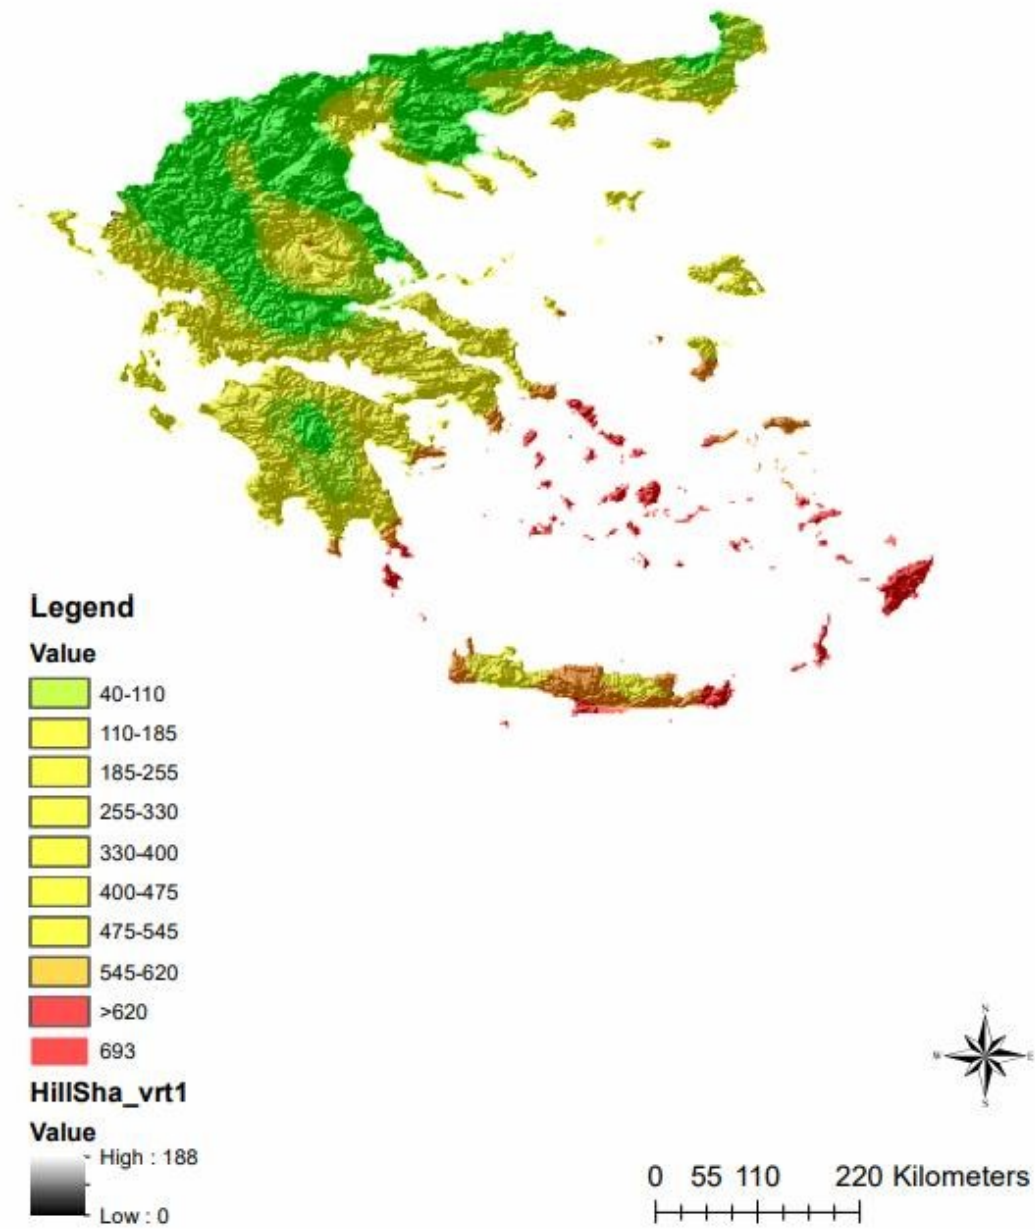 Legend
Value
40-110
110-185
185-255
255-330
330-400
400-475
475-545
545-620
>620
693
HillSha_vrt1
Value
High : 188
Low : 0
N
W E
S
0 55 110 220 Kilometers